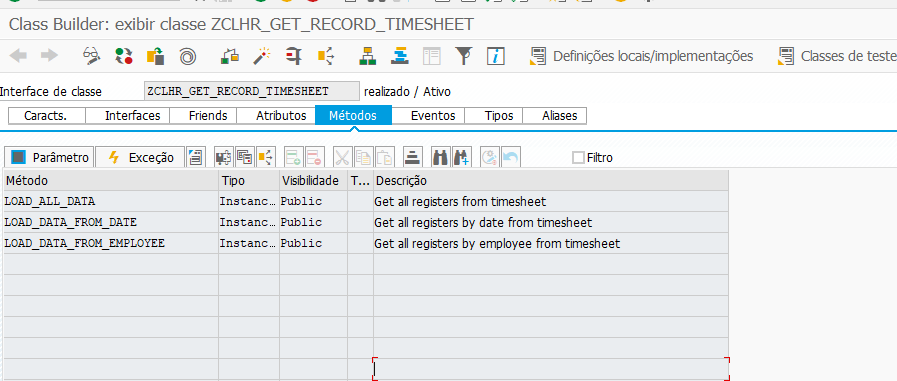 Class Builder: exibir classe ZCLHR_GET_RECORD_TIMESHEET
Definições locais/implementações Classes de teste
Interface de classe ZCLHR_GET_RECORD_TIMESHEET realizado / Ativo
Caracts. Interfaces Friends Atributos Métodos Eventos Tipos Aliases
Parâmetro Exceção Filtro
Método Tipo Visibilidade T... Descrição
LOAD_ALL_DATA Instanc… Public Get all registers from timesheet
LOAD_DATA_FROM_DATE Instanc… Public Get all registers by date from timesheet
LOAD_DATA_FROM_EMPLOYEE Instanc… Public Get all registers by employee from timesheet